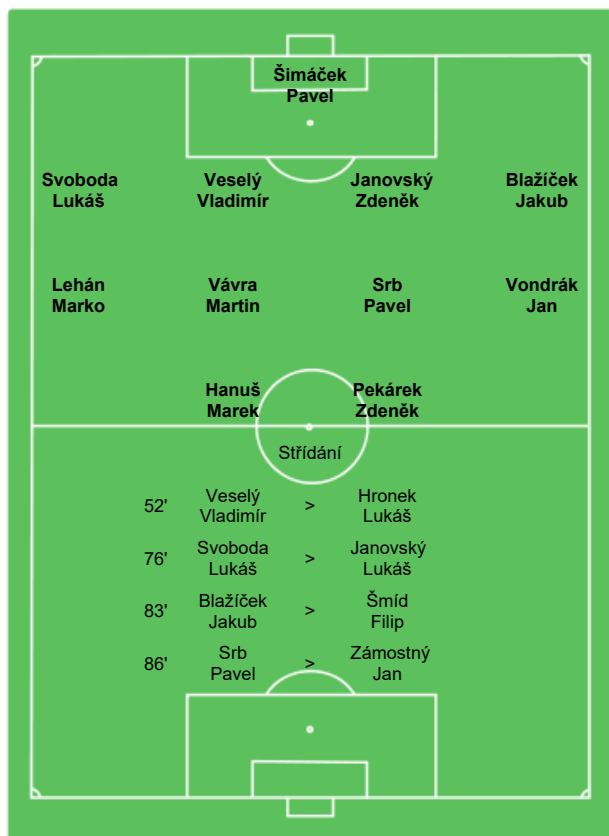 Šimáček
Pavel
Svoboda
Lukáš
Veselý
Vladimír
Janovský
Zdeněk
Blažíček
Jakub
Lehán
Marko
Vávra
Martin
Srb
Pavel
Vondrák
Jan
Hanuš
Marek
Pekárek
Zdeněk
Střídání
52' Veselý Vladimír > Hronek Lukáš
76' Svoboda Lukáš > Janovský Lukáš
83' Blažíček Jakub > Šmíd Filip
86' Srb Pavel > Zámostný Jan